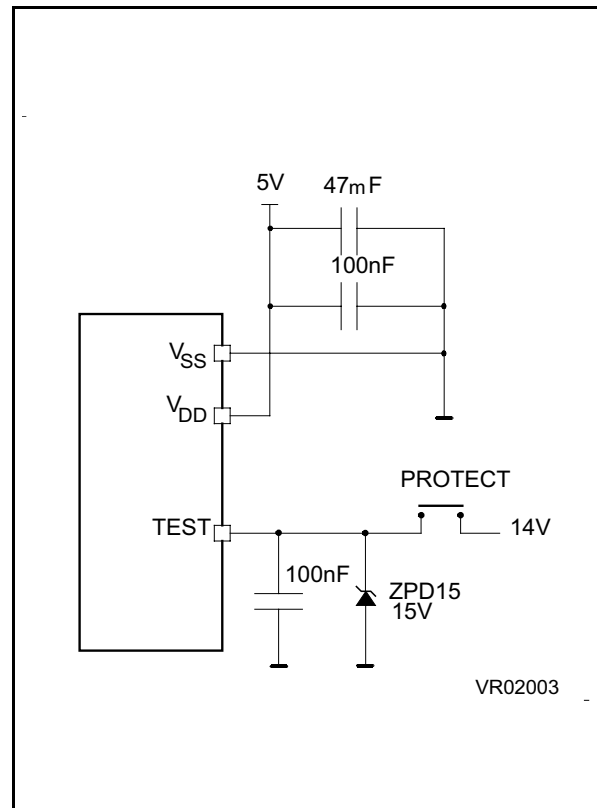 5V
47mF
100nF
VSS
VDD
PROTECT
TEST
14V
100nF
ZPD15
15V
VR02003